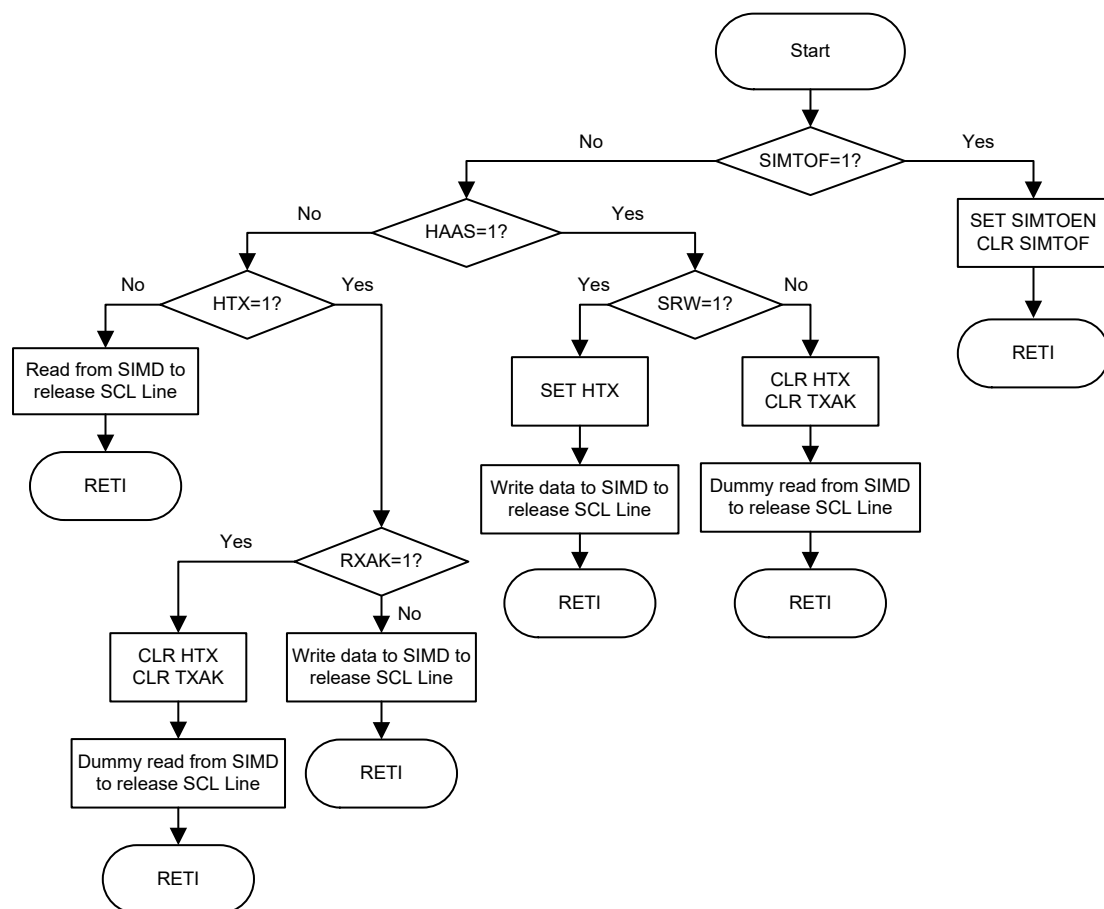 Start
No
SIMTOF=1?
Yes
No
HAAS=1?
Yes
SET SIMTOEN
CLR SIMTOF
No
HTX=1?
Yes
Yes
SRW=1?
No
RETI
Read from SIMD to
release SCL Line
SET HTX
CLR HTX
CLR TXAK
RETI
Write data to SIMD to
release SCL Line
Dummy read from SIMD
to release SCL Line
Yes
RXAK=1?
No
RETI
RETI
CLR HTX
CLR TXAK
Write data to SIMD to
release SCL Line
Dummy read from SIMD
to release SCL Line
RETI
RETI